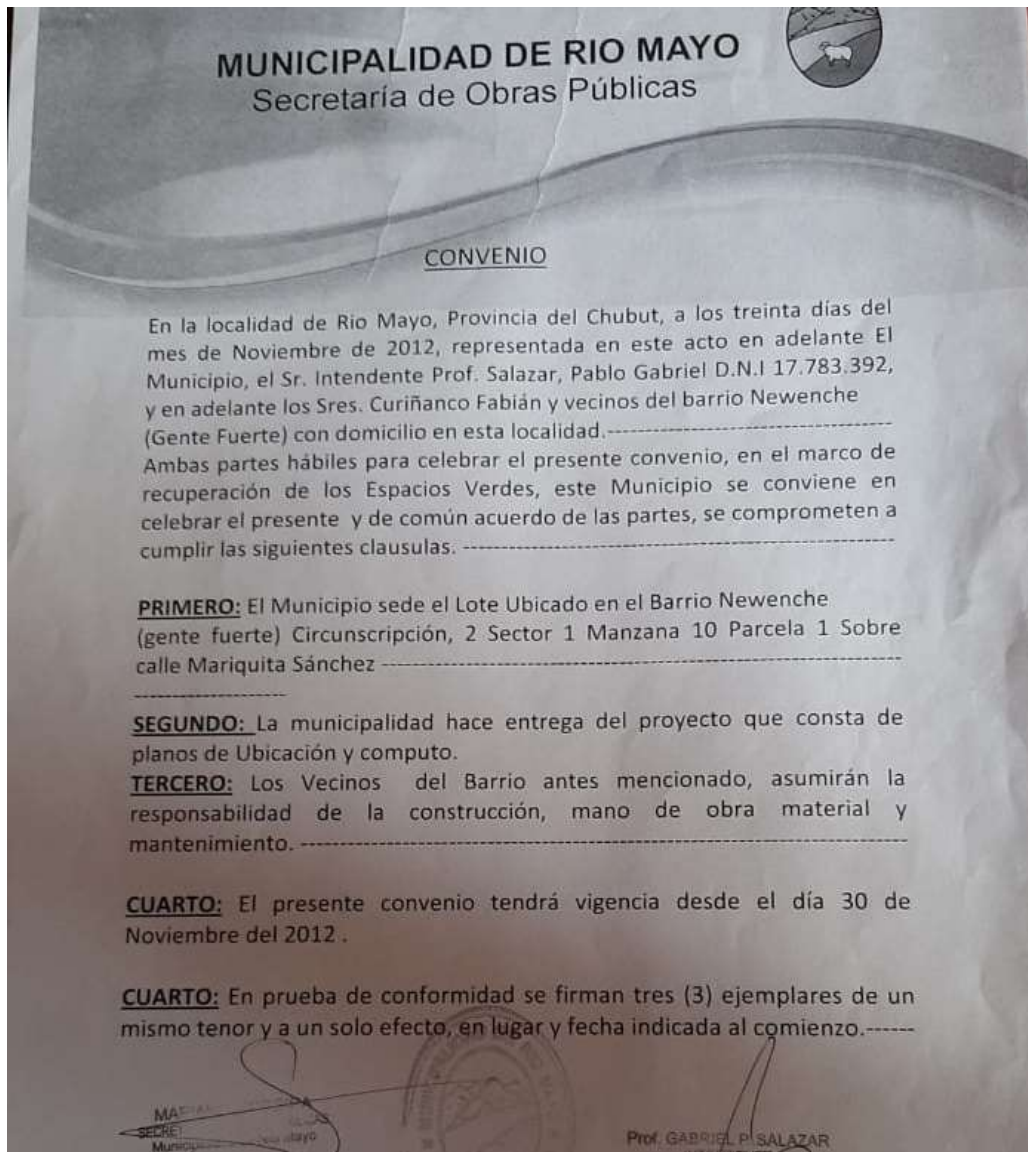 MUNICIPALIDAD DE RIO MAYO
Secretaría de Obras Públicas
CONVENIO
En la localidad de Rio Mayo, Provincia del Chubut, a los treinta días del
mes de Noviembre de 2012, representada en este acto en adelante El
Municipio, el Sr. Intendente Prof. Salazar, Pablo Gabriel D.N.I 17.783.392,
y en adelante los Sres. Curiñanco Fabián y vecinos del barrio Newenche
(Gente Fuerte) con domicilio en esta localidad.-------------------------------------
Ambas partes hábiles para celebrar el presente convenio, en el marco de
recuperación de los Espacios Verdes, este Municipio se conviene en
celebrar el presente y de común acuerdo de las partes, se comprometen a
cumplir las siguientes clausulas. --------------------------------------------------------
PRIMERO: El Municipio sede el Lote Ubicado en el Barrio Newenche
(gente fuerte) Circunscripción, 2 Sector 1 Manzana 10 Parcela 1 Sobre
calle Mariquita Sánchez --------------------------------------------------------------------
--------------------
SEGUNDO: La municipalidad hace entrega del proyecto que consta de
planos de Ubicación y computo.
TERCERO: Los Vecinos del Barrio antes mencionado, asumirán la
responsabilidad de la construcción, mano de obra material y
mantenimiento. -------------------------------------------------------------------------------
CUARTO: El presente convenio tendrá vigencia desde el día 30 de
Noviembre del 2012 .
CUARTO: En prueba de conformidad se firman tres (3) ejemplares de un
mismo tenor y a un solo efecto, en lugar y fecha indicada al comienzo.------
Prof. GABRIEL P. SALAZAR